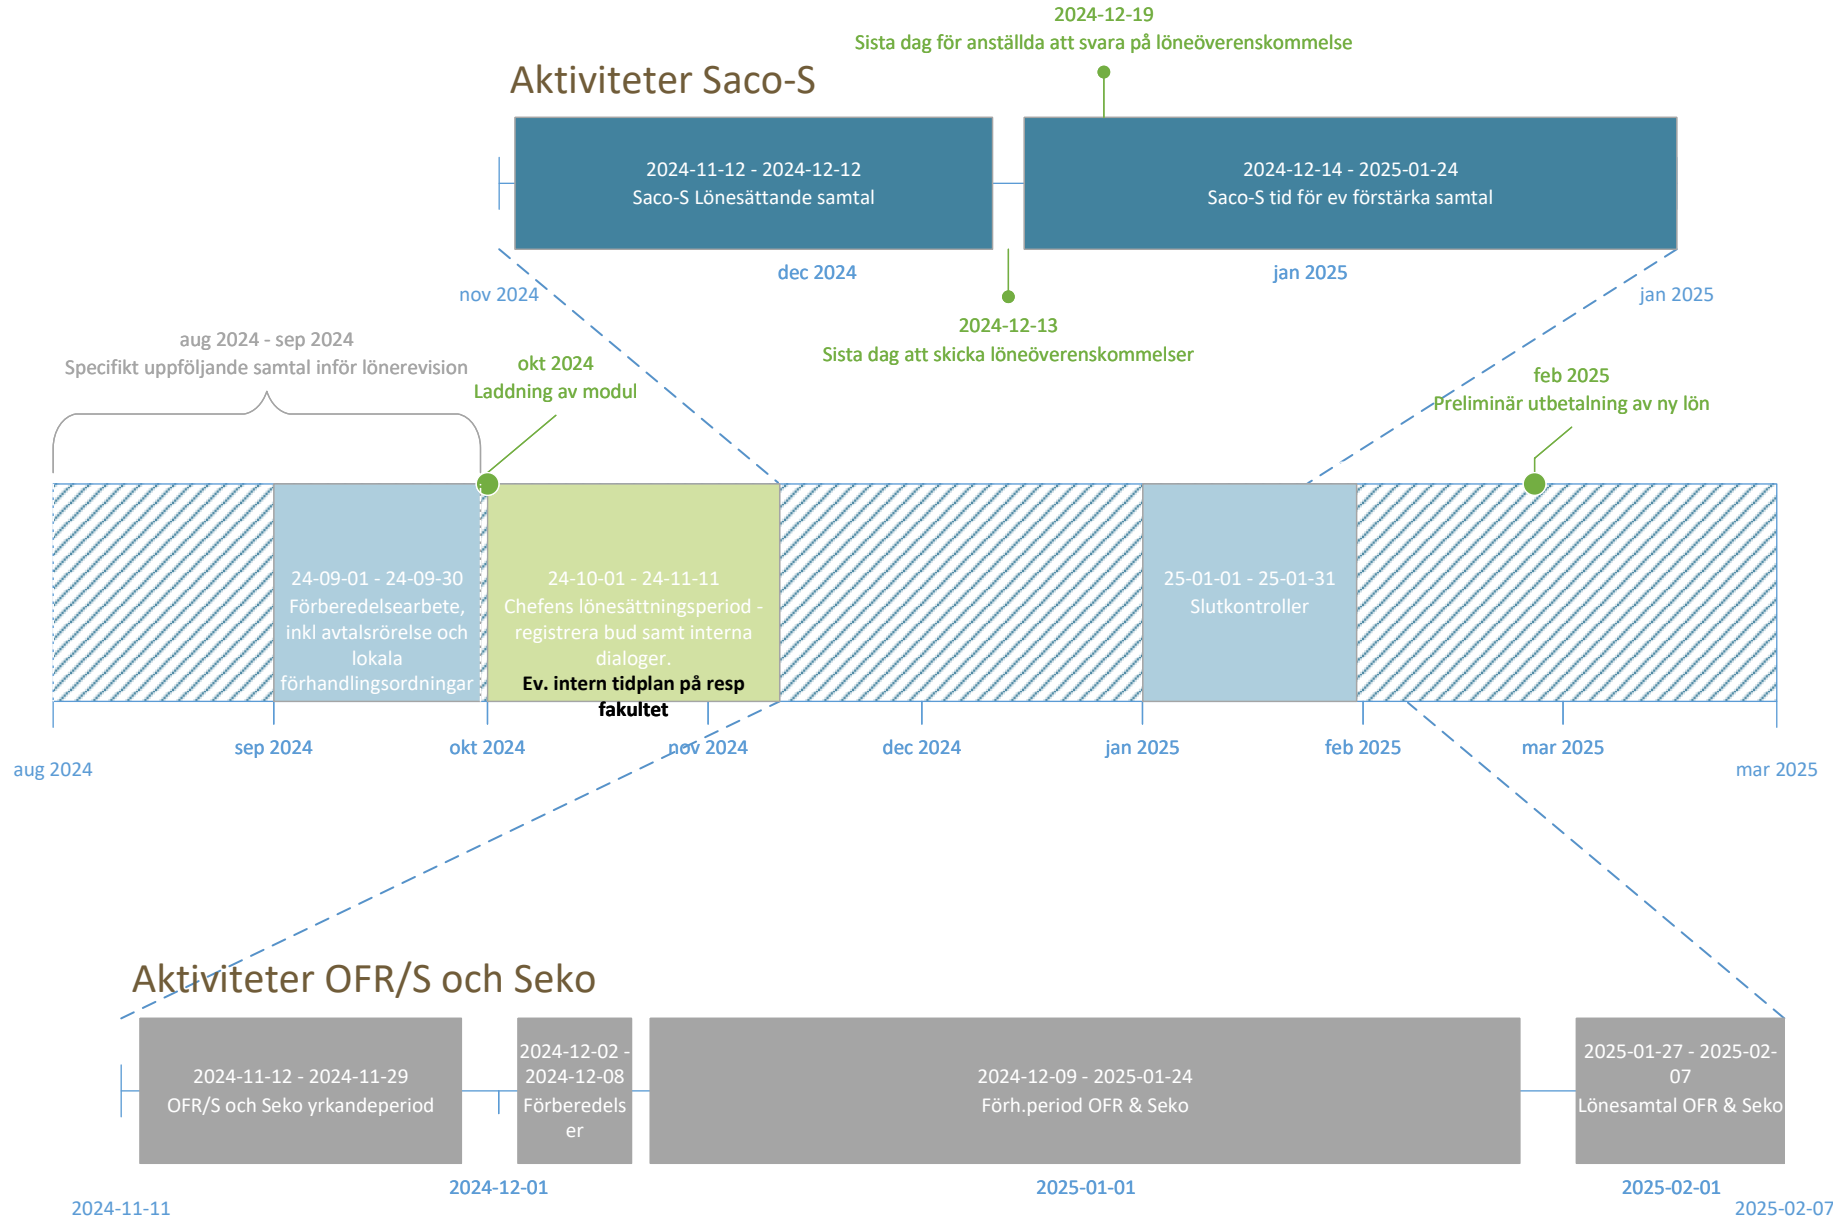 2024-12-19
Sista dag för anställda att svara på löneöverenskommelse
Aktiviteter Saco-S
2024-11-12 - 2024-12-12
Saco-S Lönesättande samtal
2024-12-14 - 2025-01-24
Saco-S tid för ev förstärka samtal
dec 2024
jan 2025
nov 2024
jan 2025
2024-12-13
Sista dag att skicka löneöverenskommelser
aug 2024 - sep 2024
Specifikt uppföljande samtal inför lönerevision
okt 2024
Laddning av modul
feb 2025
Preliminär utbetalning av ny lön
24-09-01 - 24-09-30
Förberedelsearbete,
inkl avtalsrörelse och
lokala
förhandlingsordningar
24-10-01 - 24-11-11
Chefens lönesättningsperiod -
registrera bud samt interna
dialoger.
Ev. intern tidplan på resp
fakultet
25-01-01 - 25-01-31
Slutkontroller
sep 2024
okt 2024
nov 2024
dec 2024
jan 2025
feb 2025
mar 2025
aug 2024
mar 2025
Aktiviteter OFR/S och Seko
2024-11-12 - 2024-11-29
OFR/S och Seko yrkandeperiod
2024-12-02 -
2024-12-08
Förberedels
er
2024-12-09 - 2025-01-24
Förh.period OFR & Seko
2025-01-27 - 2025-02-
07
Lönesamtal OFR & Seko
2024-12-01
2025-01-01
2025-02-01
2024-11-11
2025-02-07